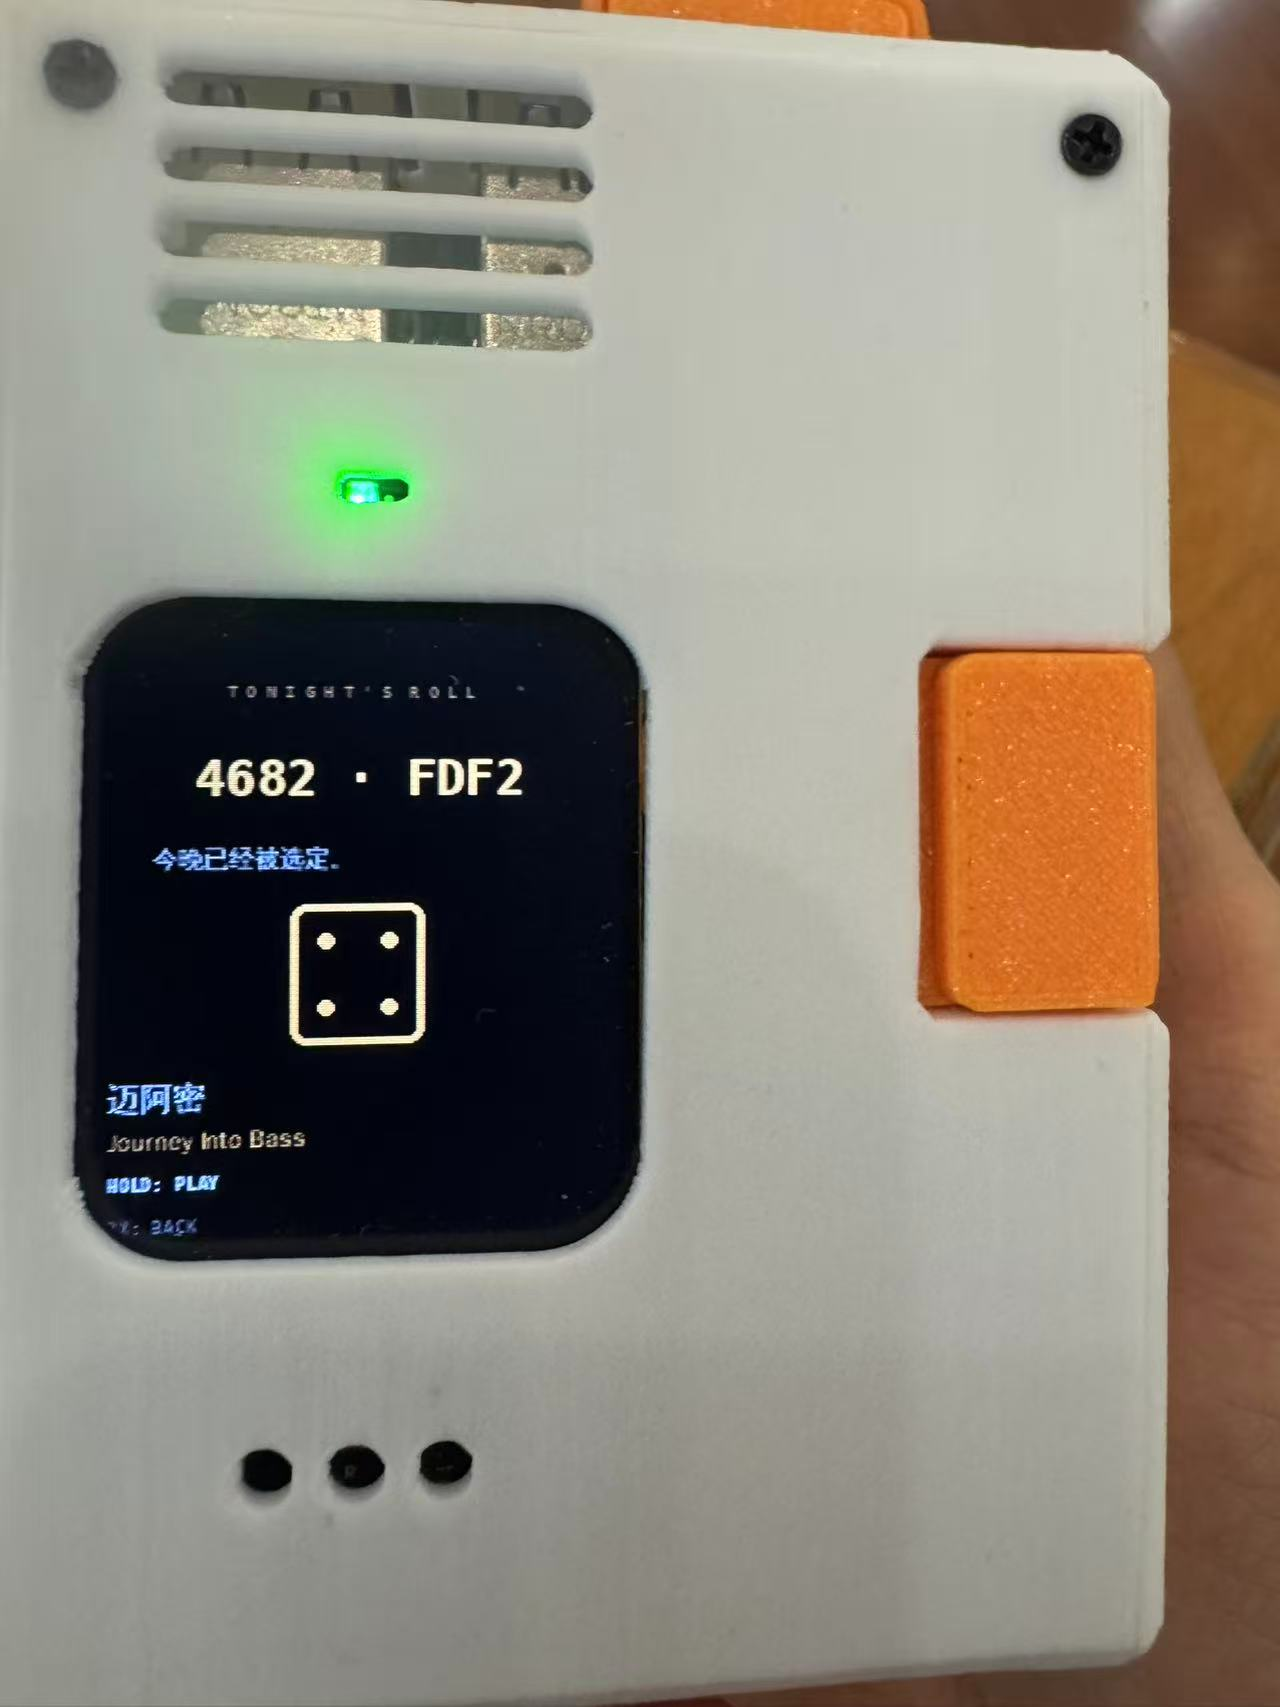 TONIGHT'S ROLL
4682 · FDF2
今晚已经被选定。
迈阿密
Journey Into Bass
HOLD: PLAY
BACK